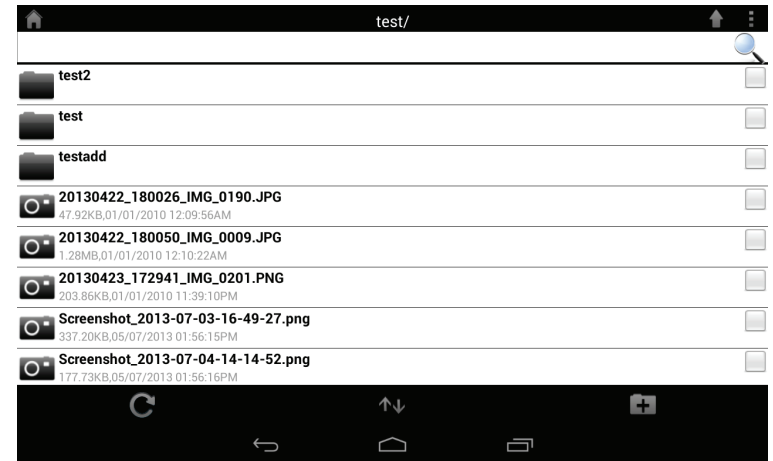 test/
test2
test
testadd
20130422_180026_IMG_0190.JPG
47.92KB,01/01/2010 12:09:56AM
20130422_180050_IMG_0009.JPG
1.28MB,01/01/2010 12:10:22AM
20130423_172941_IMG_0201.PNG
203.86KB,01/01/2010 11:39:10PM
Screenshot_2013-07-03-16-49-27.png
337.20KB,05/07/2013 01:56:15PM
Screenshot_2013-07-04-14-14-52.png
177.73KB,05/07/2013 01:56:16PM